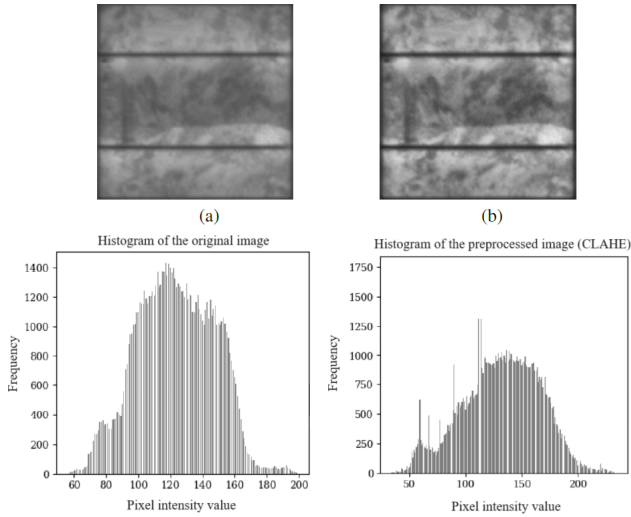 (a)
(b)
Histogram of the original image
Histogram of the preprocessed image (CLAHE)
Frequency
1400
1200
1000
800
600
400
200
0
60 80 100 120 140 160 180 200
Pixel intensity value
Frequency
1750
1500
1250
1000
750
500
250
0
50 100 150 200
Pixel intensity value